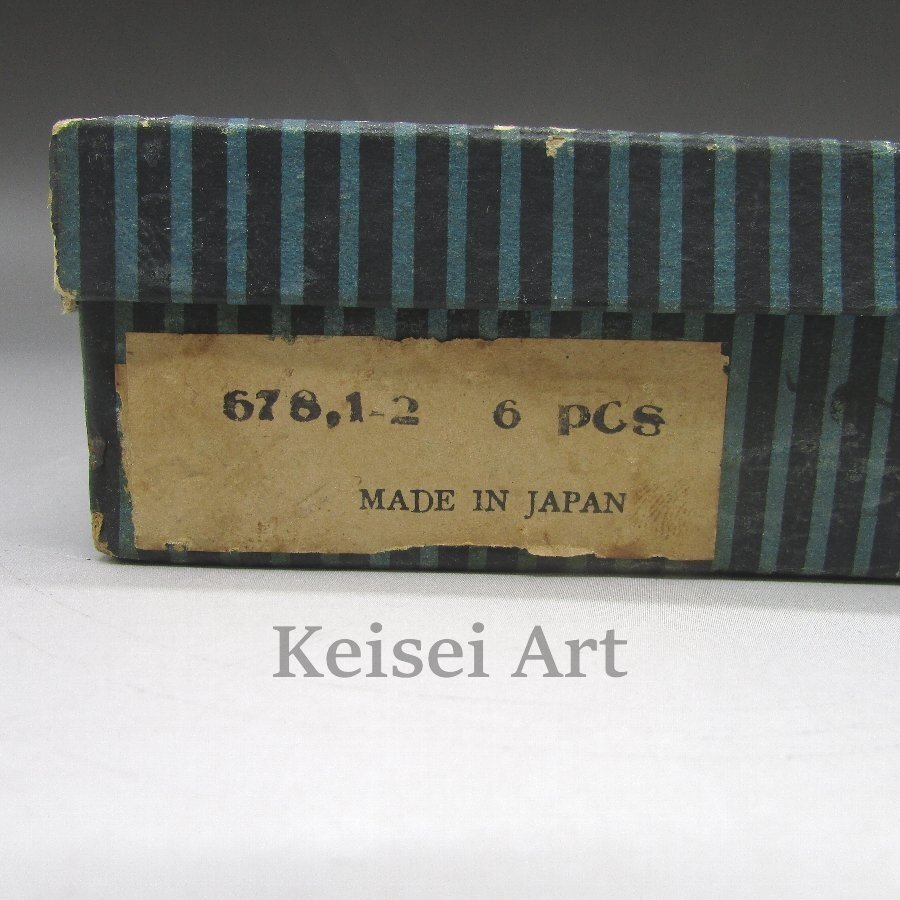 678,1-2 6 PCS
MADE IN JAPAN
Keisei Art